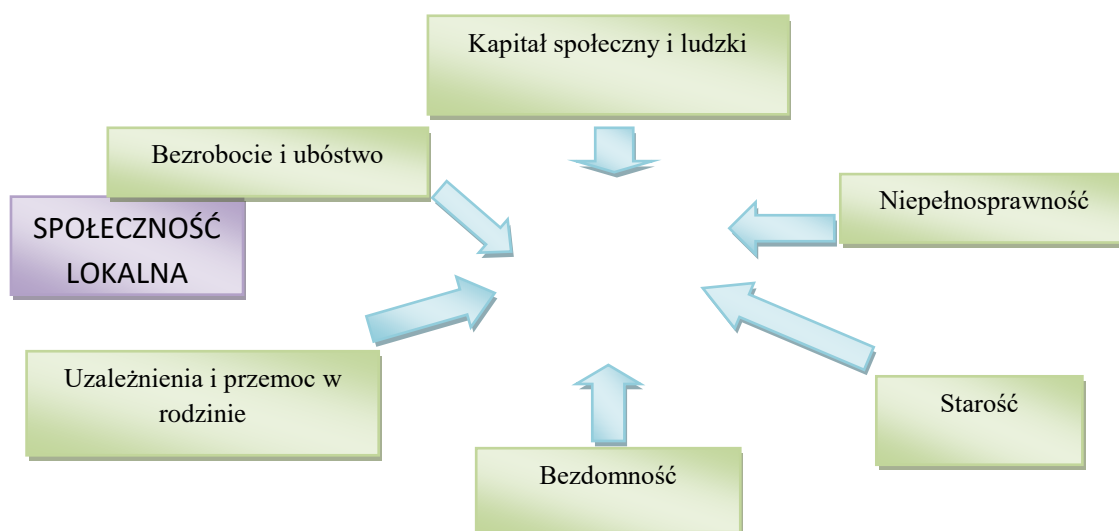 Kapitał społeczny i ludzki
Bezrobocie i ubóstwo
Niepełnosprawność
SPOŁECZNOŚĆ
LOKALNA
Uzależnienia i przemoc w
rodzinie
Starość
Bezdomność